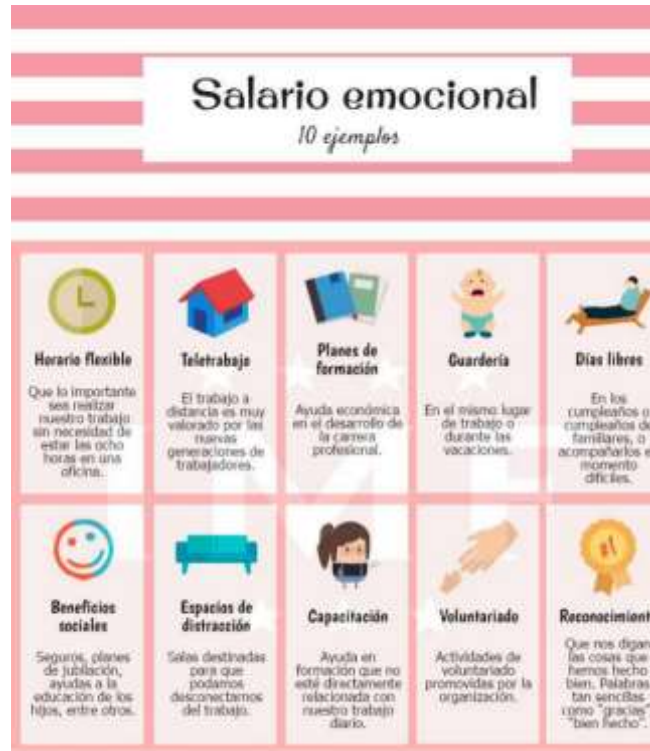 Salario emocional
10 ejemplos
Horario flexible
Que lo importante
sea realizar
nuestro trabajo
sin necesidad de
estar las ocho
horas en una
oficina.
Teletrabajo
El trabajo a
distancia es muy
valorado por las
nuevas
generaciones de
trabajadores.
Planes de
formación
Ayuda económica
en el desarrollo de
la carrera
profesional.
Guardería
En el mismo lugar
de trabajo o
durante las
vacaciones.
Días libres
En los
cumpleaños o
cumpleaños de
familiares, o
acompañarlos e
momento
difíciles.
Beneficios
sociales
Seguros, planes
de jubilación,
ayudas a la
educación de los
hijos, entre otros.
Espacios de
distracción
Salas destinadas
para que
podamos
desconectarnos
del trabajo.
Capacitación
Ayuda en
formación que no
esté directamente
relacionada con
nuestro trabajo
diario.
Voluntariado
Actividades de
voluntariado
promovidas por la
organización.
#1
Reconocimient
Que nos digan
las cosas que
hemos hecho
bien. Palabras
tan sencillas
como "gracias"
"bien hecho".
IMF